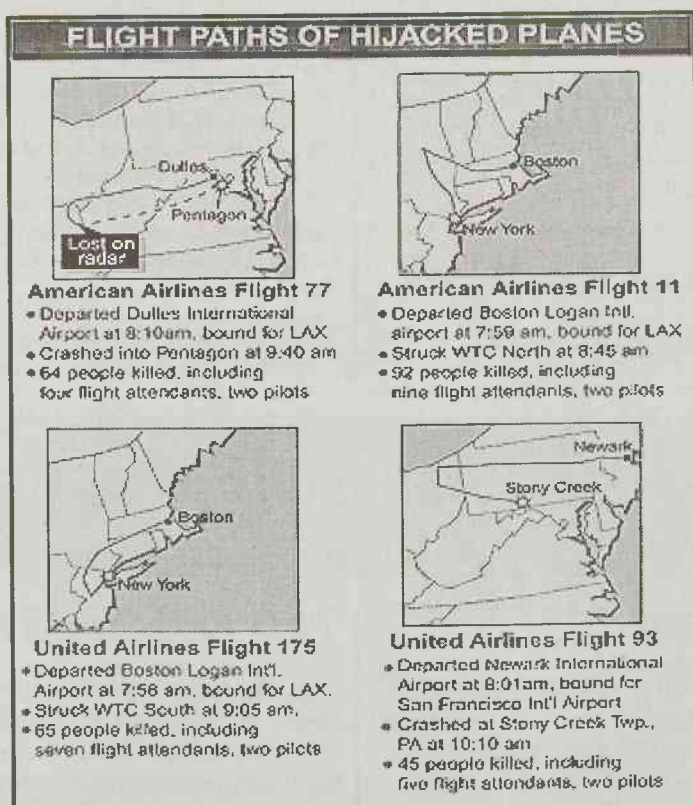 FLIGHT PATHS OF HIJACKED PLANES
Dulles
Pentagon
Lost on
radar
American Airlines Flight 77
• Departed Dulles International
Airport at 8:10am, bound for LAX
• Crashed into Pentagon at 9:40 am
• 64 people killed, including
four flight attendants, two pilots
Boston
New York
American Airlines Flight 11
• Departed Boston Logan Intl.
airport at 7:59 am, bound for LAX
• Struck WTC North at 8:45 am
• 92 people killed, including
nine flight attendants, two pilots
Boston
New York
United Airlines Flight 175
• Departed Boston Logan Int'l.
Airport at 7:58 am, bound for LAX.
• Struck WTC South at 9:05 am.
• 65 people killed, including
seven flight attendants, two pilots
Newark
Stony Creek
United Airlines Flight 93
• Departed Newark International
Airport at 8:01am, bound for
San Francisco Int'l Airport
• Crashed at Stony Creek Twp.,
PA at 10:10 am
• 45 people killed, including
five flight attendants, two pilots